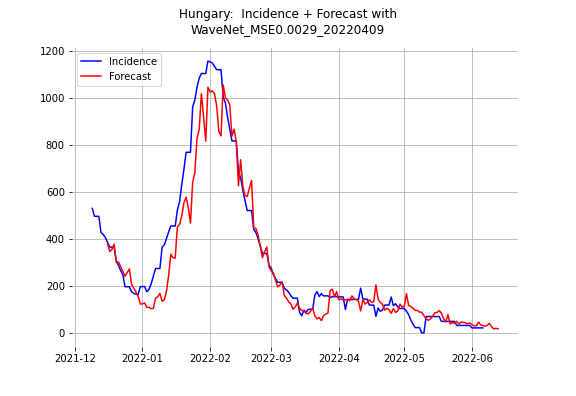 Hungary:  Incidence + Forecast with
WaveNet_MSE0.0029_20220409
1200
Incidence
Forecast
1000
800
600
400
200
0
2021-12 2022-01 2022-02 2022-03 2022-04 2022-05 2022-06